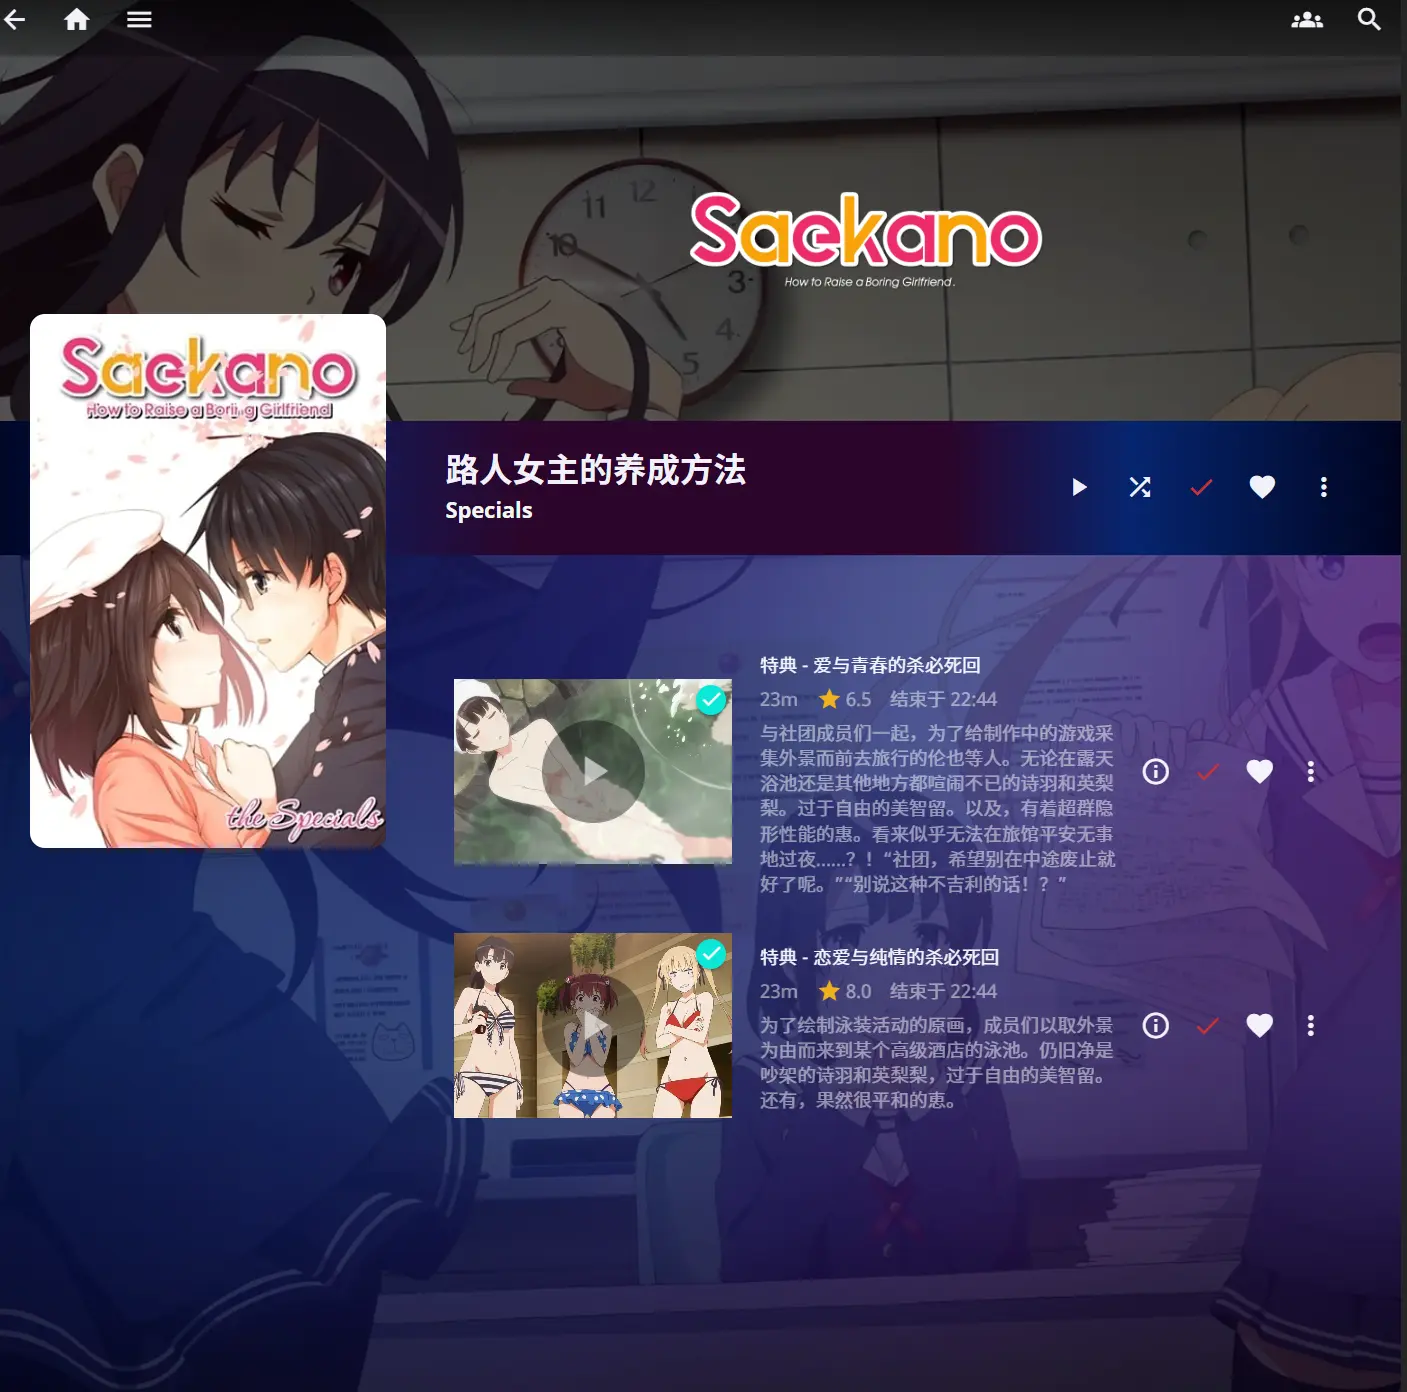 Saekano
How to Raise a Boring Girlfriend.
11 12
10
3
4
5
Saekano
How to Raise a Boring Girlfriend
the Specials
路人女主的养成方法
Specials
特典 - 爱与青春的杀必死回
23m 6.5 结束于 22:44
与社团成员们一起，为了给制作中的游戏采
集外景而前去旅行的伦也等人。无论在露天
浴池还是其他地方都喧闹不已的诗羽和英梨
梨。过于自由的美智留。以及，有着超群隐
形性能的惠。看来似乎无法在旅馆平安无事
地过夜……？！“社团，希望别在中途废止就
好了呢。”“别说这种不吉利的话！？”
特典 - 恋爱与纯情的杀必死回
23m 8.0 结束于 22:44
为了绘制泳装活动的原画，成员们以取外景
为由而来到某个高级酒店的泳池。仍旧净是
吵架的诗羽和英梨梨，过于自由的美智留。
还有，果然很平和的恵。